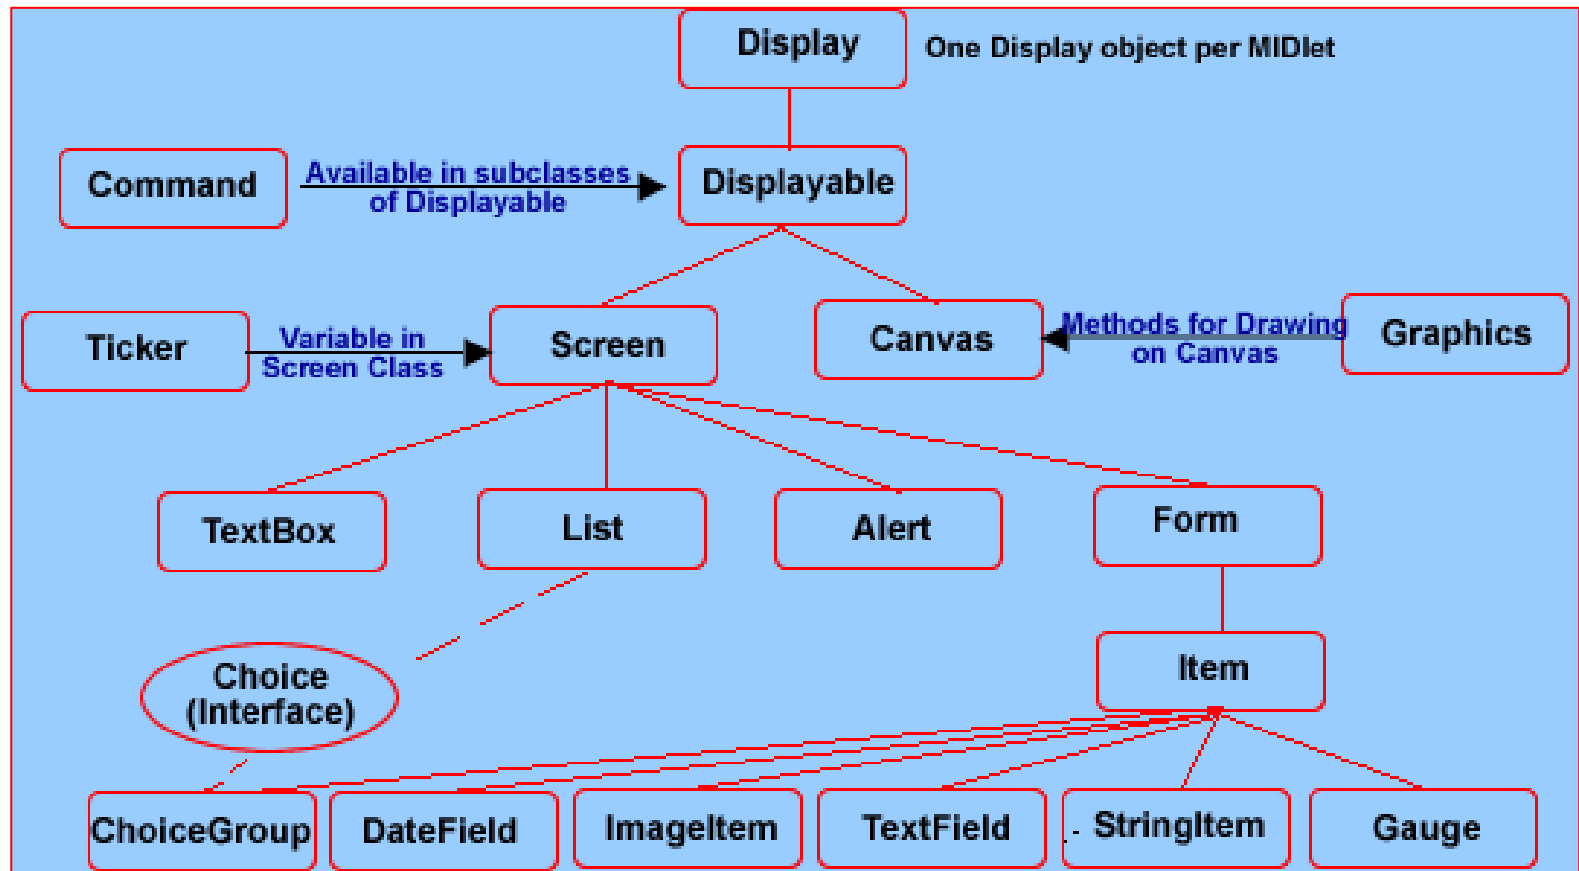 Display
One Display object per MIDlet
Command
Available in subclasses
of Displayable
Displayable
Ticker
Variable in
Screen Class
Screen
Canvas
Methods for Drawing
on Canvas
Graphics
TextBox
List
Alert
Form
Choice
(Interface)
Item
ChoiceGroup
DateField
ImageItem
TextField
StringItem
Gauge